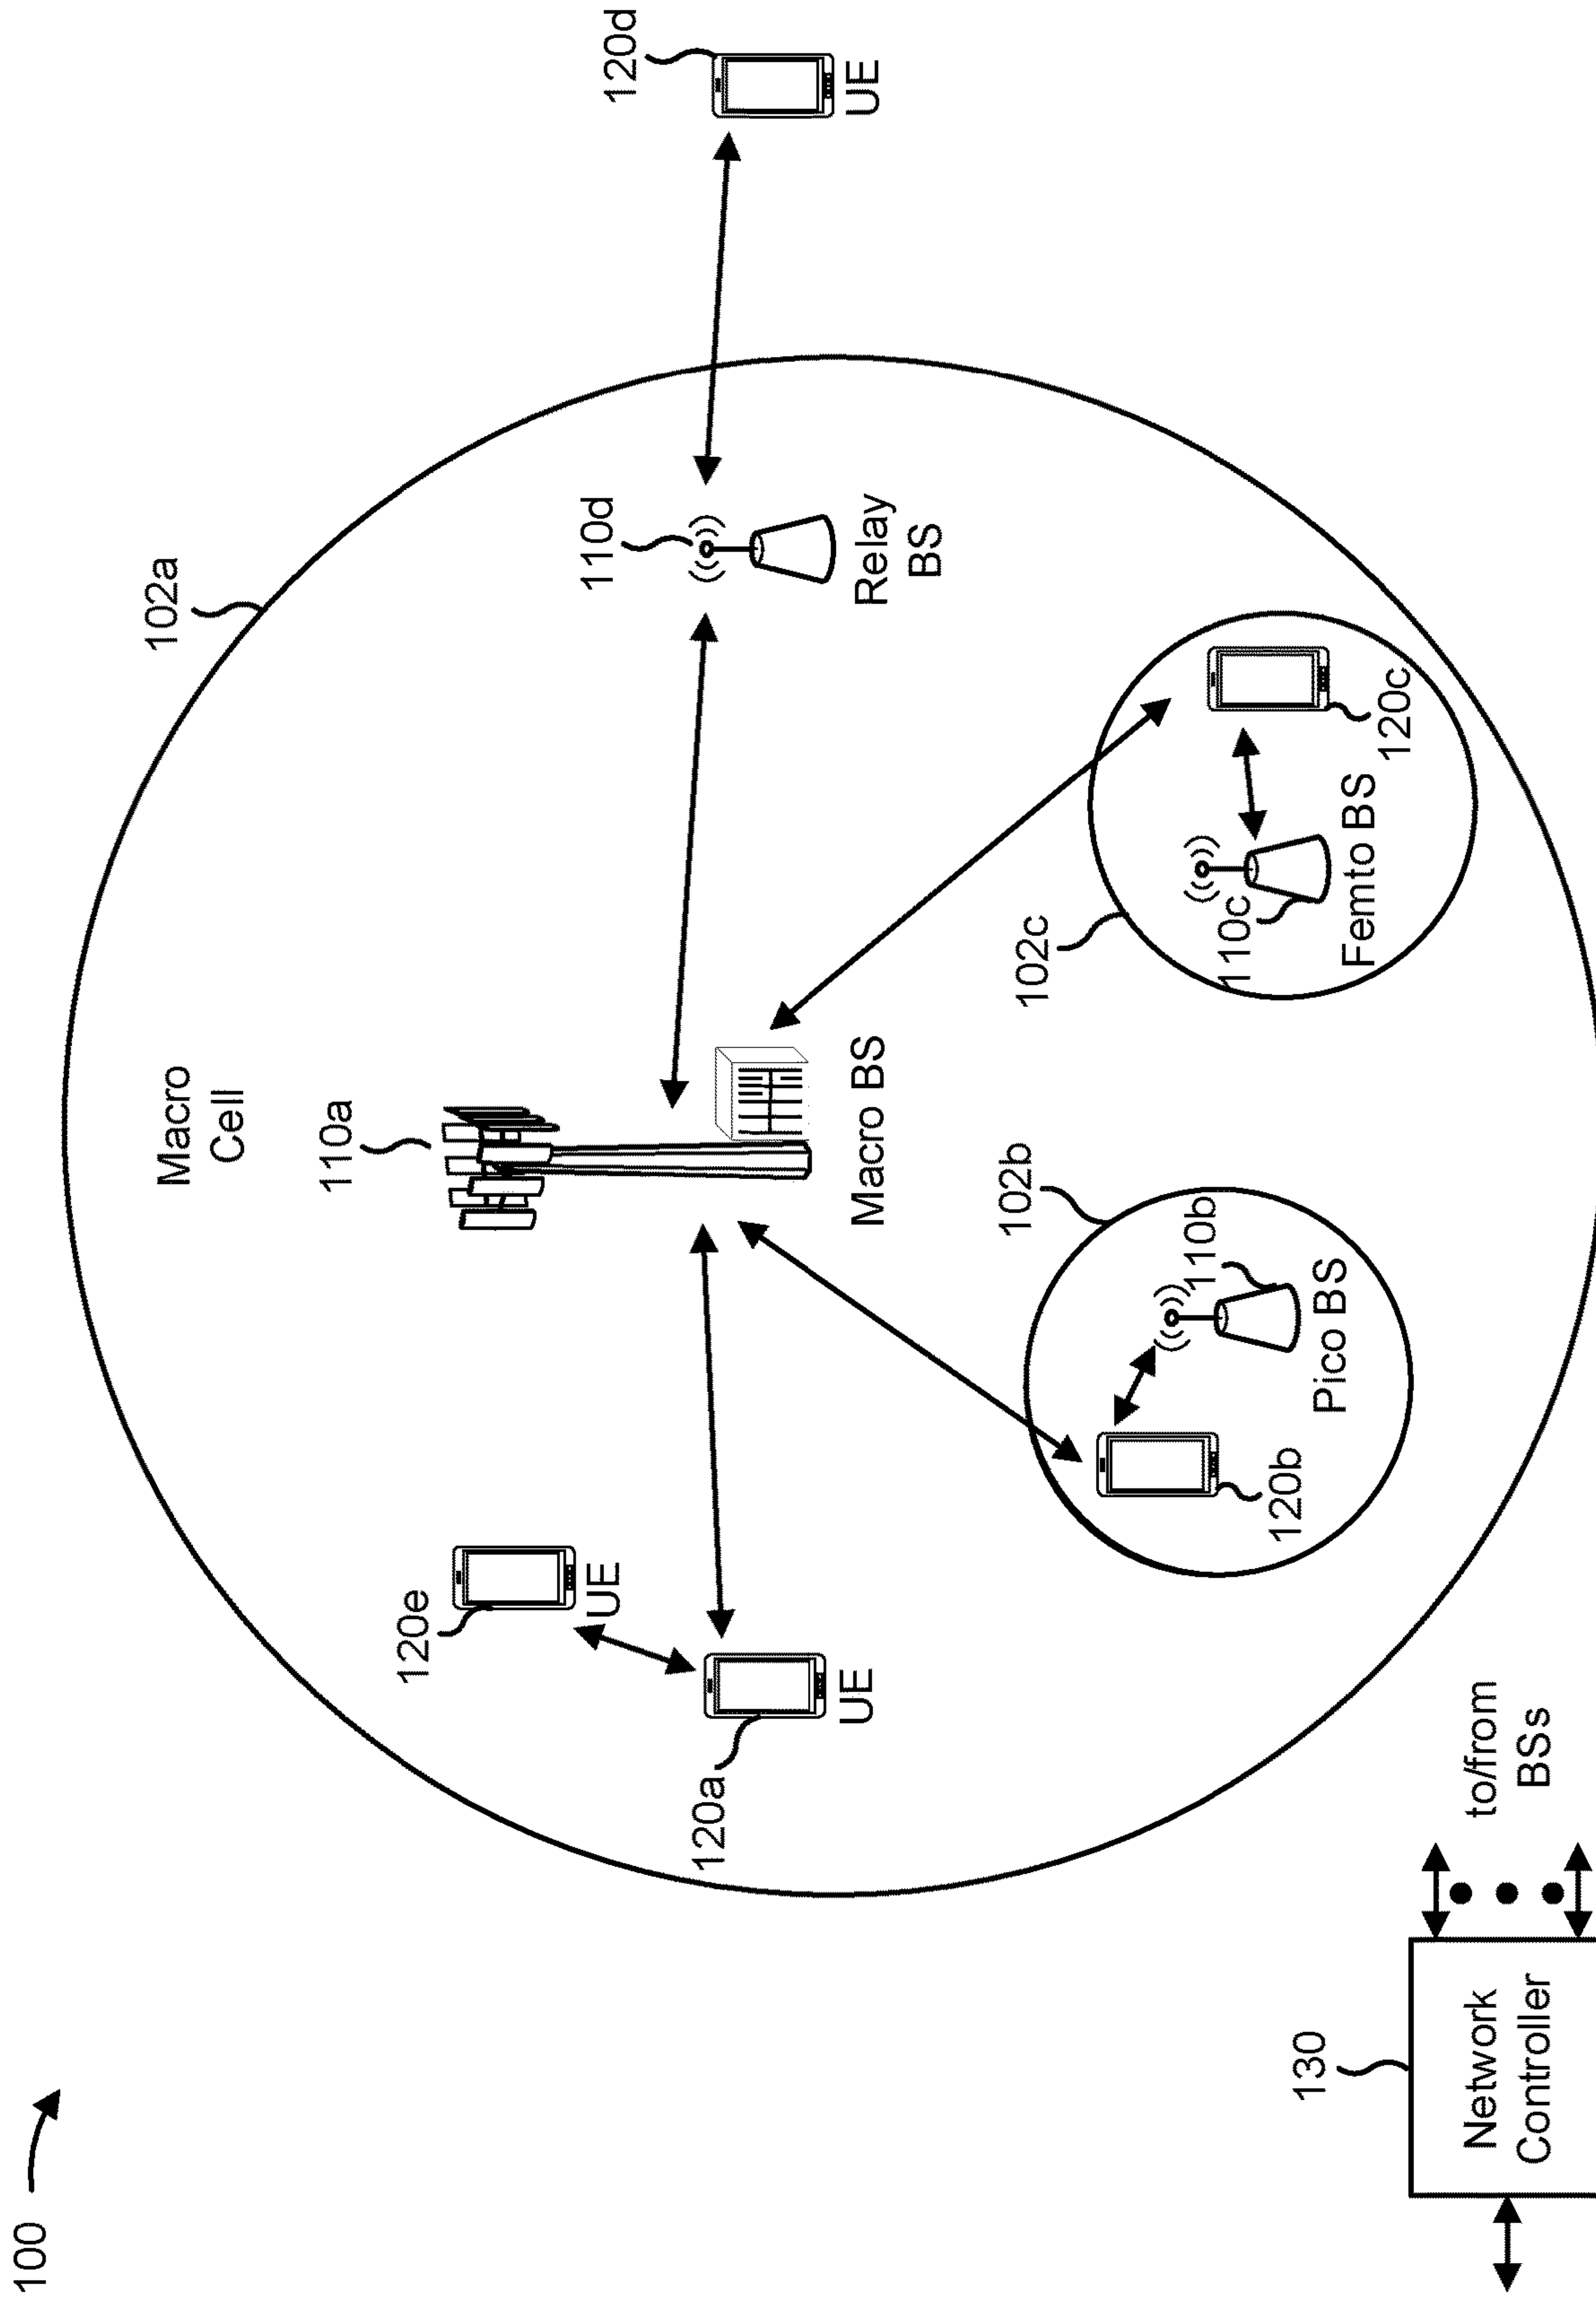 100
102a
Macro
Cell
110a
Macro BS
120e
UE
120a
UE
110d
Relay
BS
120d
UE
102b
110b
Pico BS
120b
102c
110c
Femto BS
120c
130
Network
Controller
to/from
BSs